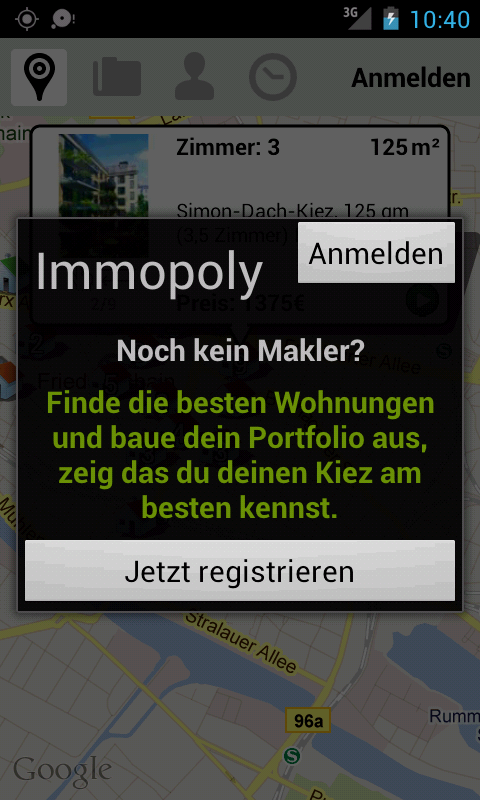 3G 10:40
Anmelden
Zimmer: 3 125 m²
Simon-Dach-Kiez, 125 qm
(3,5 Zimmer)
Anmelden
Immopoly
2/9 Preis: 1375€
Noch kein Makler?
Allee
Finde die besten Wohnungen
und baue dein Portfolio aus,
zeig das du deinen Kiez am
besten kennst.
Jetzt registrieren
Stralauer Allee
96a
Rumm
S
Google